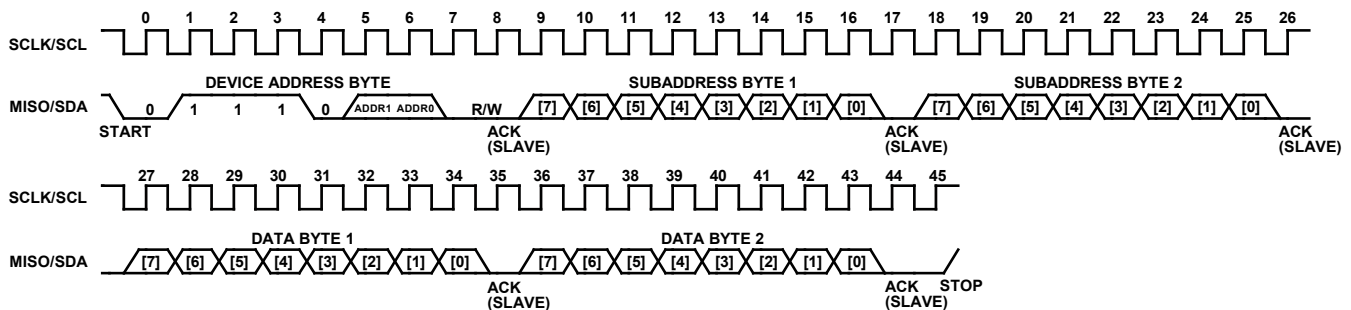 0 1 2 3 4 5 6 7 8 9 10 11 12 13 14 15 16 17 18 19 20 21 22 23 24 25 26
SCLK/SCL
DEVICE ADDRESS BYTE SUBADDRESS BYTE 1 SUBADDRESS BYTE 2
MISO/SDA 0 1 1 1 0 ADDR1 ADDR0 R/W [7] [6] [5] [4] [3] [2] [1] [0] [7] [6] [5] [4] [3] [2] [1] [0]
START ACK (SLAVE) ACK (SLAVE) ACK (SLAVE)
27 28 29 30 31 32 33 34 35 36 37 38 39 40 41 42 43 44 45
SCLK/SCL
DATA BYTE 1 DATA BYTE 2
MISO/SDA [7] [6] [5] [4] [3] [2] [1] [0] [7] [6] [5] [4] [3] [2] [1] [0]
ACK (SLAVE) ACK (SLAVE) STOP